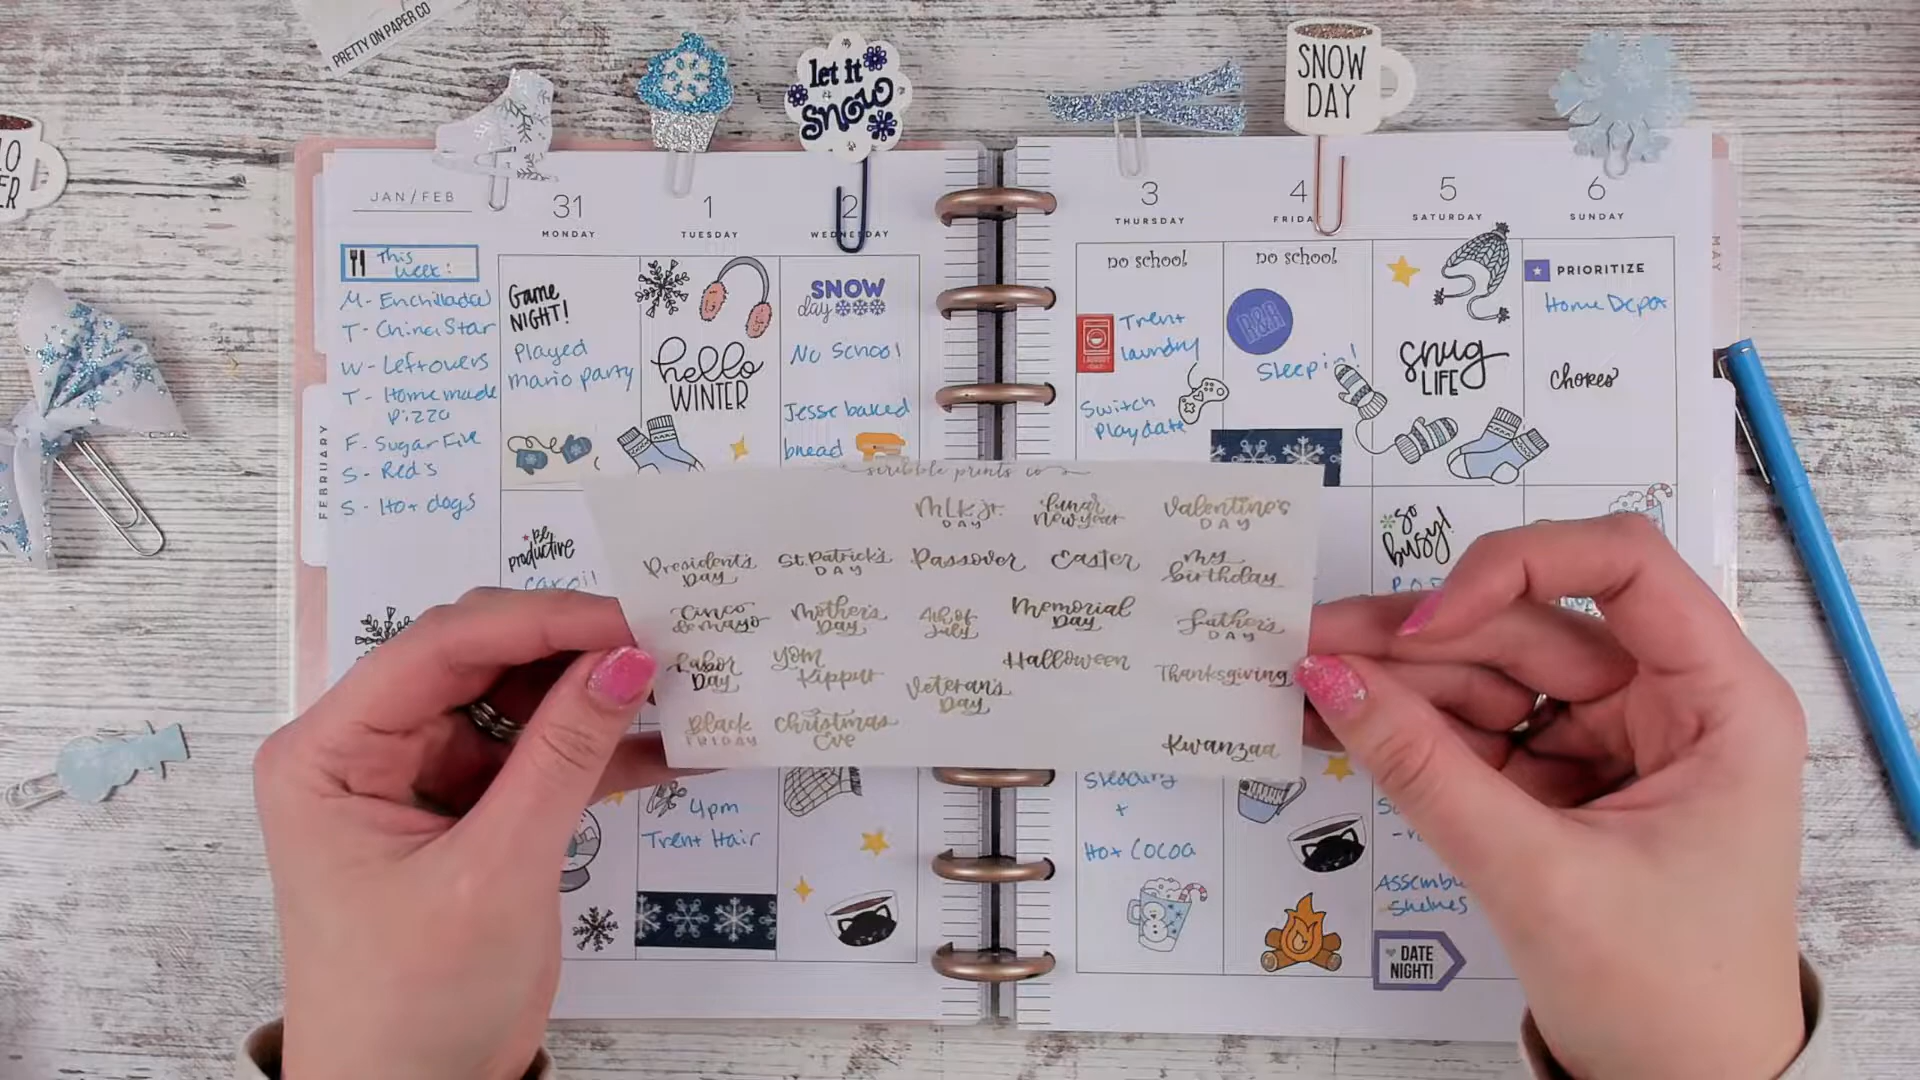 PRETTY ON PAPER CO
let it
SNOW
SNOW
DAY
JAN/FEB
31
MONDAY
1
TUESDAY
2
WEDNESDAY
3
THURSDAY
4
FRIDAY
5
SATURDAY
6
SUNDAY
FEBRUARY
MAY
This
week:
M- Enchiladas
T- China Star
W- Leftovers
T- Homemade
Pizza
F- Sugar Fire
S- Red's
S- Hot dogs
Game
NIGHT!
Played
mario party
be
productive
hello
WINTER
SNOW
day
No School
Jesse baked
bread
no school
Trent
laundry
LAUNDRY
Switch
playdate
no school
R&R
Sleep in!
snug
LIFE
so
busy!
PRIORITIZE
Home Depot
chores
scribble prints co
MLK jr.
DAY
lunar
new year
Valentine's
DAY
President's
Day
St. Patrick's
DAY
Passover
Easter
my
birthday
Cinco
de mayo
Mother's
Day
4th of
July
Memorial
Day
Father's
DAY
Labor
Day
Yom
Kippur
Veteran's
Day
Halloween
Thanksgiving
Black
FRIDAY
Christmas
Eve
Kwanzaa
4pm
Trent Hair
+
Hot Cocoa
Shelves
DATE
NIGHT!